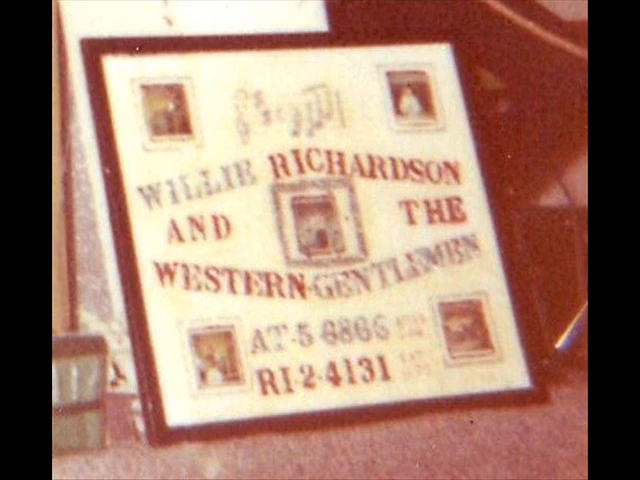 WILLIE RICHARDSON
AND THE
WESTERN-GENTLEMEN
AT-5-6866
RI-2-4131